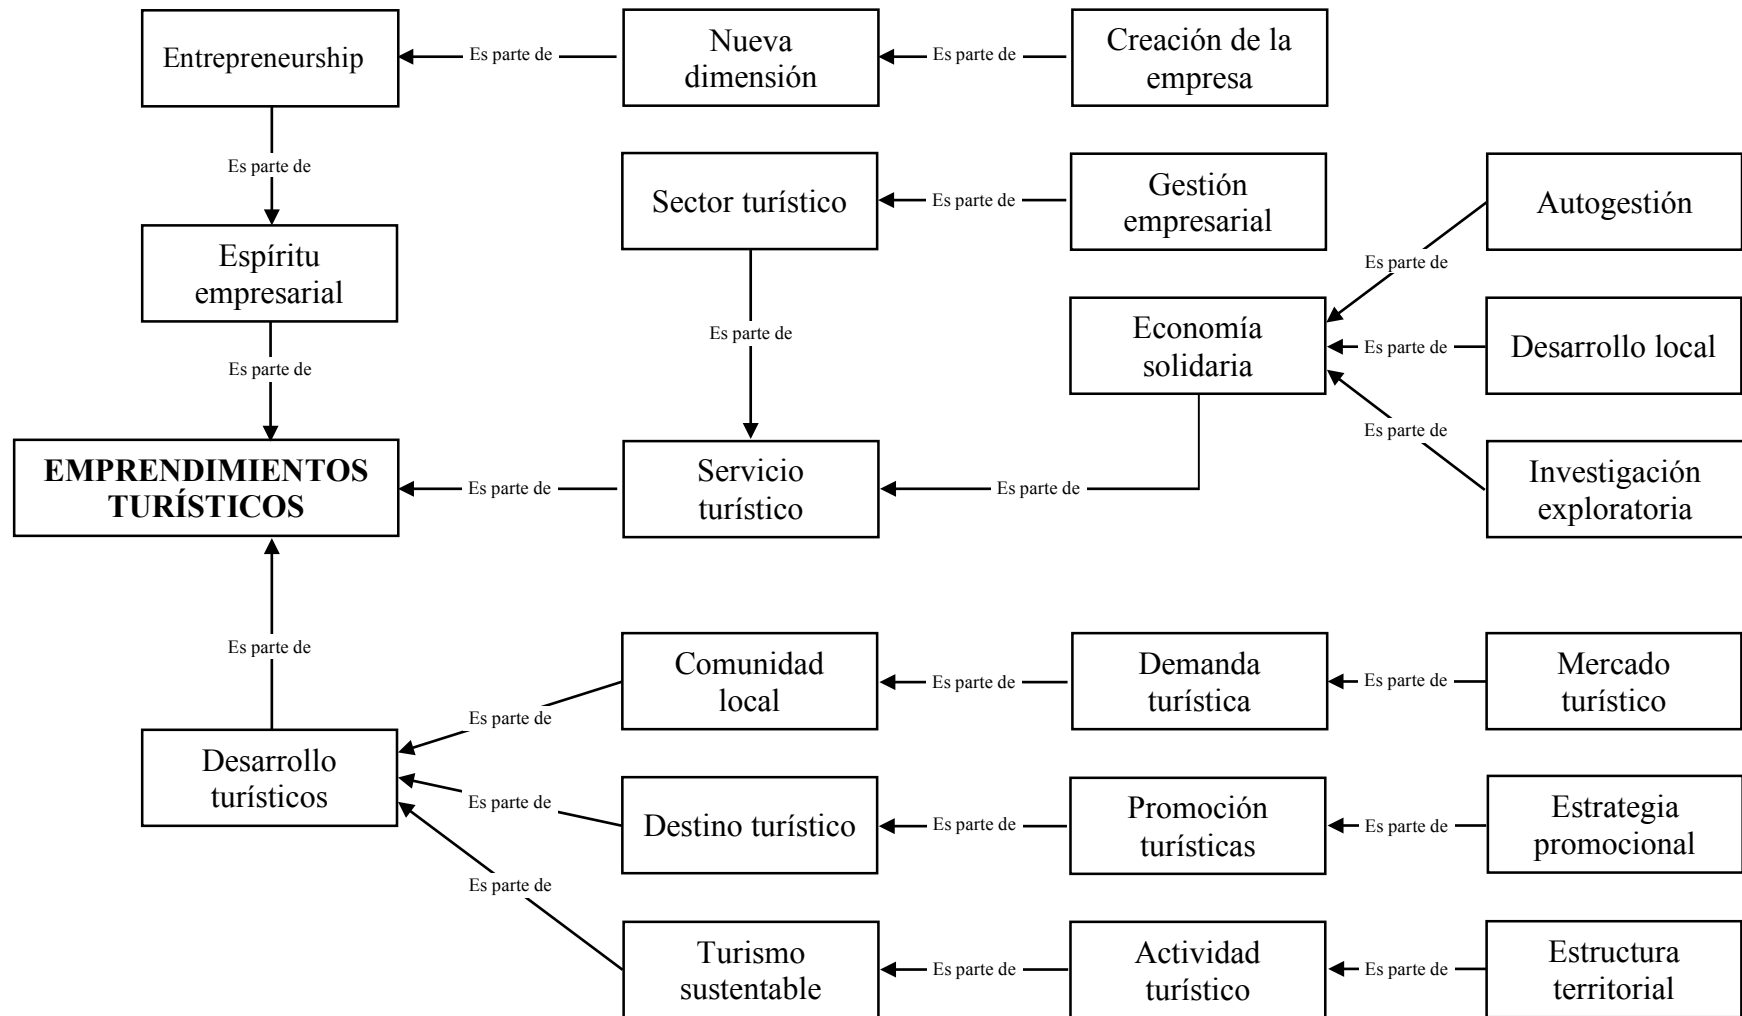 Entrepreneurship
Es parte de
Nueva
dimensión
Es parte de
Creación de la
empresa
Es parte de
Sector turístico
Es parte de
Gestión
empresarial
Autogestión
Espíritu
empresarial
Es parte de
Es parte de
Economía
solidaria
Es parte de
Desarrollo local
Es parte de
Es parte de
EMPRENDIMIENTOS
TURÍSTICOS
Es parte de
Servicio
turístico
Es parte de
Es parte de
Investigación
exploratoria
Es parte de
Comunidad
local
Es parte de
Demanda
turística
Es parte de
Mercado
turístico
Es parte de
Desarrollo
turísticos
Es parte de
Destino turístico
Es parte de
Promoción
turísticas
Es parte de
Estrategia
promocional
Es parte de
Turismo
sustentable
Es parte de
Actividad
turístico
Es parte de
Estructura
territorial